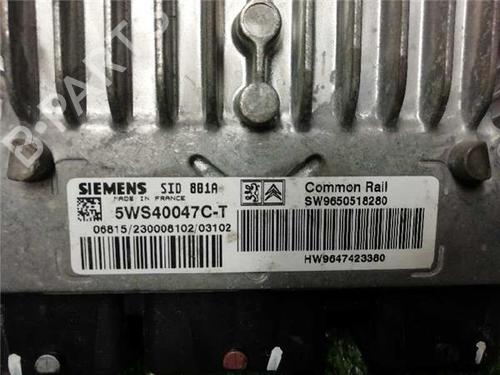 B-PARTS
SIEMENS SID 801A
MADE IN FRANCE
5WS40047C-T
06815/230008102/03102
Common Rail
SW9650518280
HW9647423380